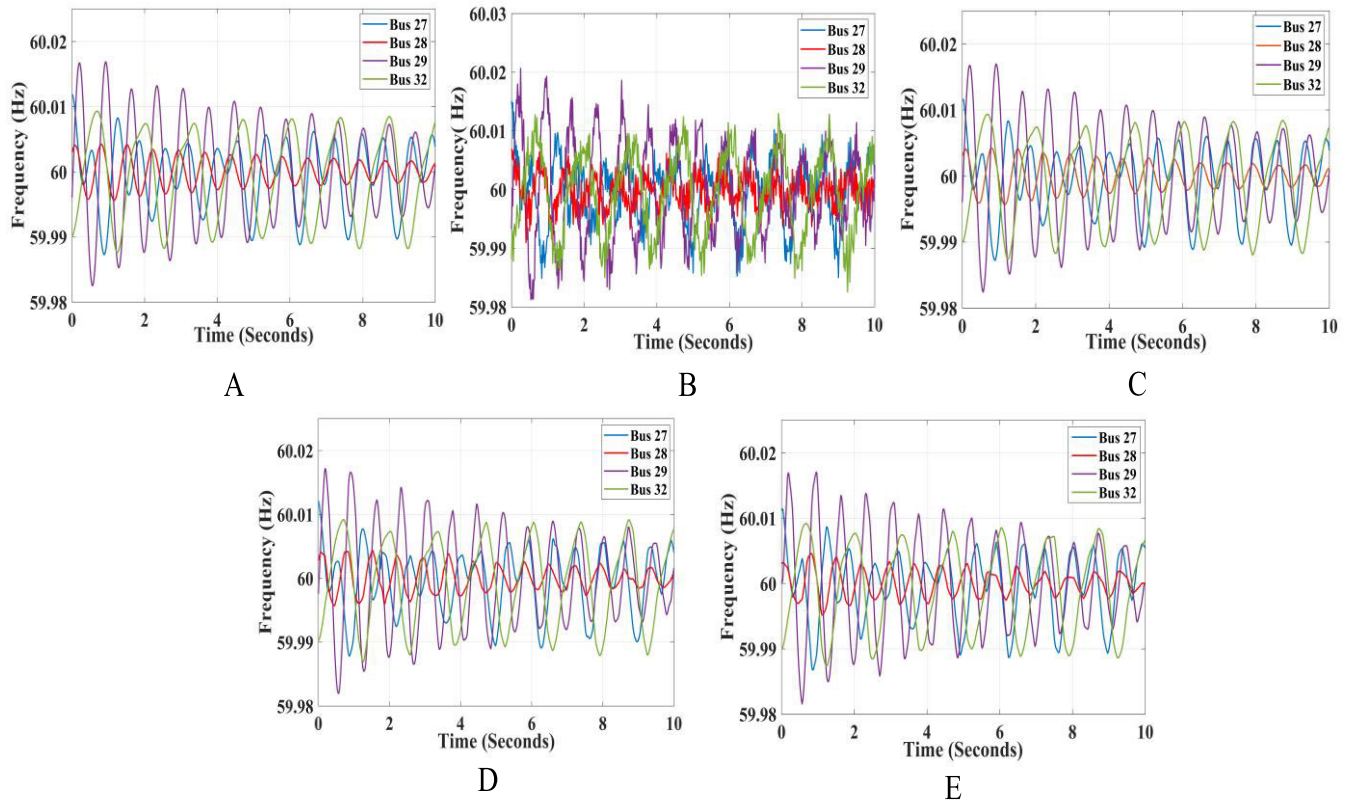 60.02
60.01
60
59.99
59.98
Frequency (Hz)
0 2 4 6 8 10
Time (Seconds)
Bus 27
Bus 28
Bus 29
Bus 32
A
60.03
60.02
60.01
60
59.99
59.98
Frequency( Hz)
0 2 4 6 8 10
Time (Seconds)
Bus 27
Bus 28
Bus 29
Bus 32
B
60.02
60.01
60
59.99
59.98
Frequency(Hz)
0 2 4 6 8 10
Time (Seconds)
Bus 27
Bus 28
Bus 29
Bus 32
C
60.02
60.01
60
59.99
59.98
Frequency (Hz)
0 2 4 6 8 10
Time (Seconds)
Bus 27
Bus 28
Bus 29
Bus 32
D
60.02
60.01
60
59.99
59.98
Frequency (Hz)
0 2 4 6 8 10
Time (Seconds)
Bus 27
Bus 28
Bus 29
Bus 32
E